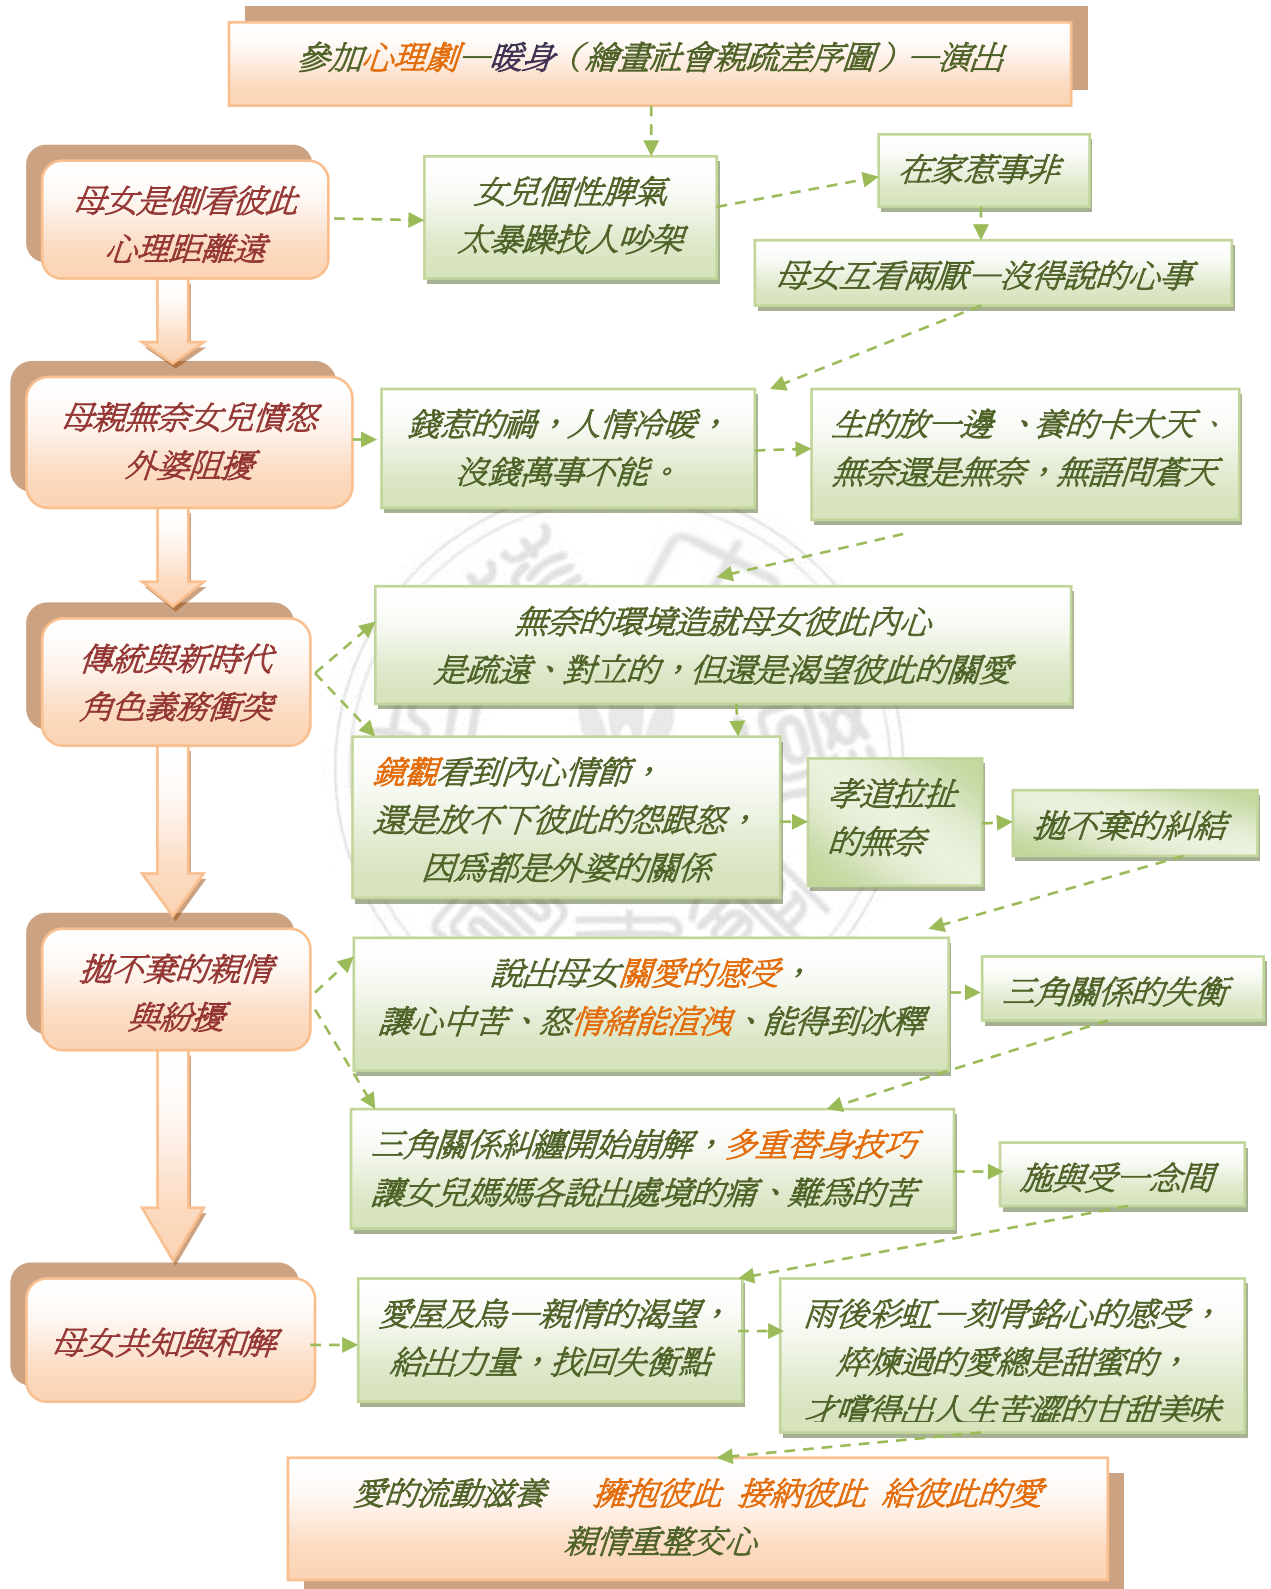 參加心理劇—暖身（繪畫社會親疏差序圖）—演出
母女是側看彼此
心理距離遠
女兒個性脾氣
太暴躁找人吵架
在家惹事非
母女互看兩厭—沒得說的心事
母親無奈女兒憤怒
外婆阻擾
錢惹的禍，人情冷暖，
沒錢萬事不能。
生的放一邊、養的卡大天、
無奈還是無奈，無語問蒼天
傳統與新時代
角色義務衝突
無奈的環境造就母女彼此內心
是疏遠、對立的，但還是渴望彼此的關愛
鏡觀看到內心情節，
還是放不下彼此的怨跟怒，
因為都是外婆的關係
孝道拉扯
的無奈
拋不棄的糾結
拋不棄的親情
與紛擾
說出母女關愛的感受，
讓心中苦、怒情緒能渲洩、能得到冰釋
三角關係的失衡
三角關係糾纏開始崩解，多重替身技巧
讓女兒媽媽各說出處境的痛、難為的苦
施與受一念間
母女共知與和解
愛屋及烏—親情的渴望，
給出力量，找回失衡點
雨後彩虹—刻骨銘心的感受，
焠煉過的愛總是甜蜜的，
才嚐得出人生苦澀的甘甜美味
愛的流動滋養 擁抱彼此 接納彼此 給彼此的愛
親情重整交心